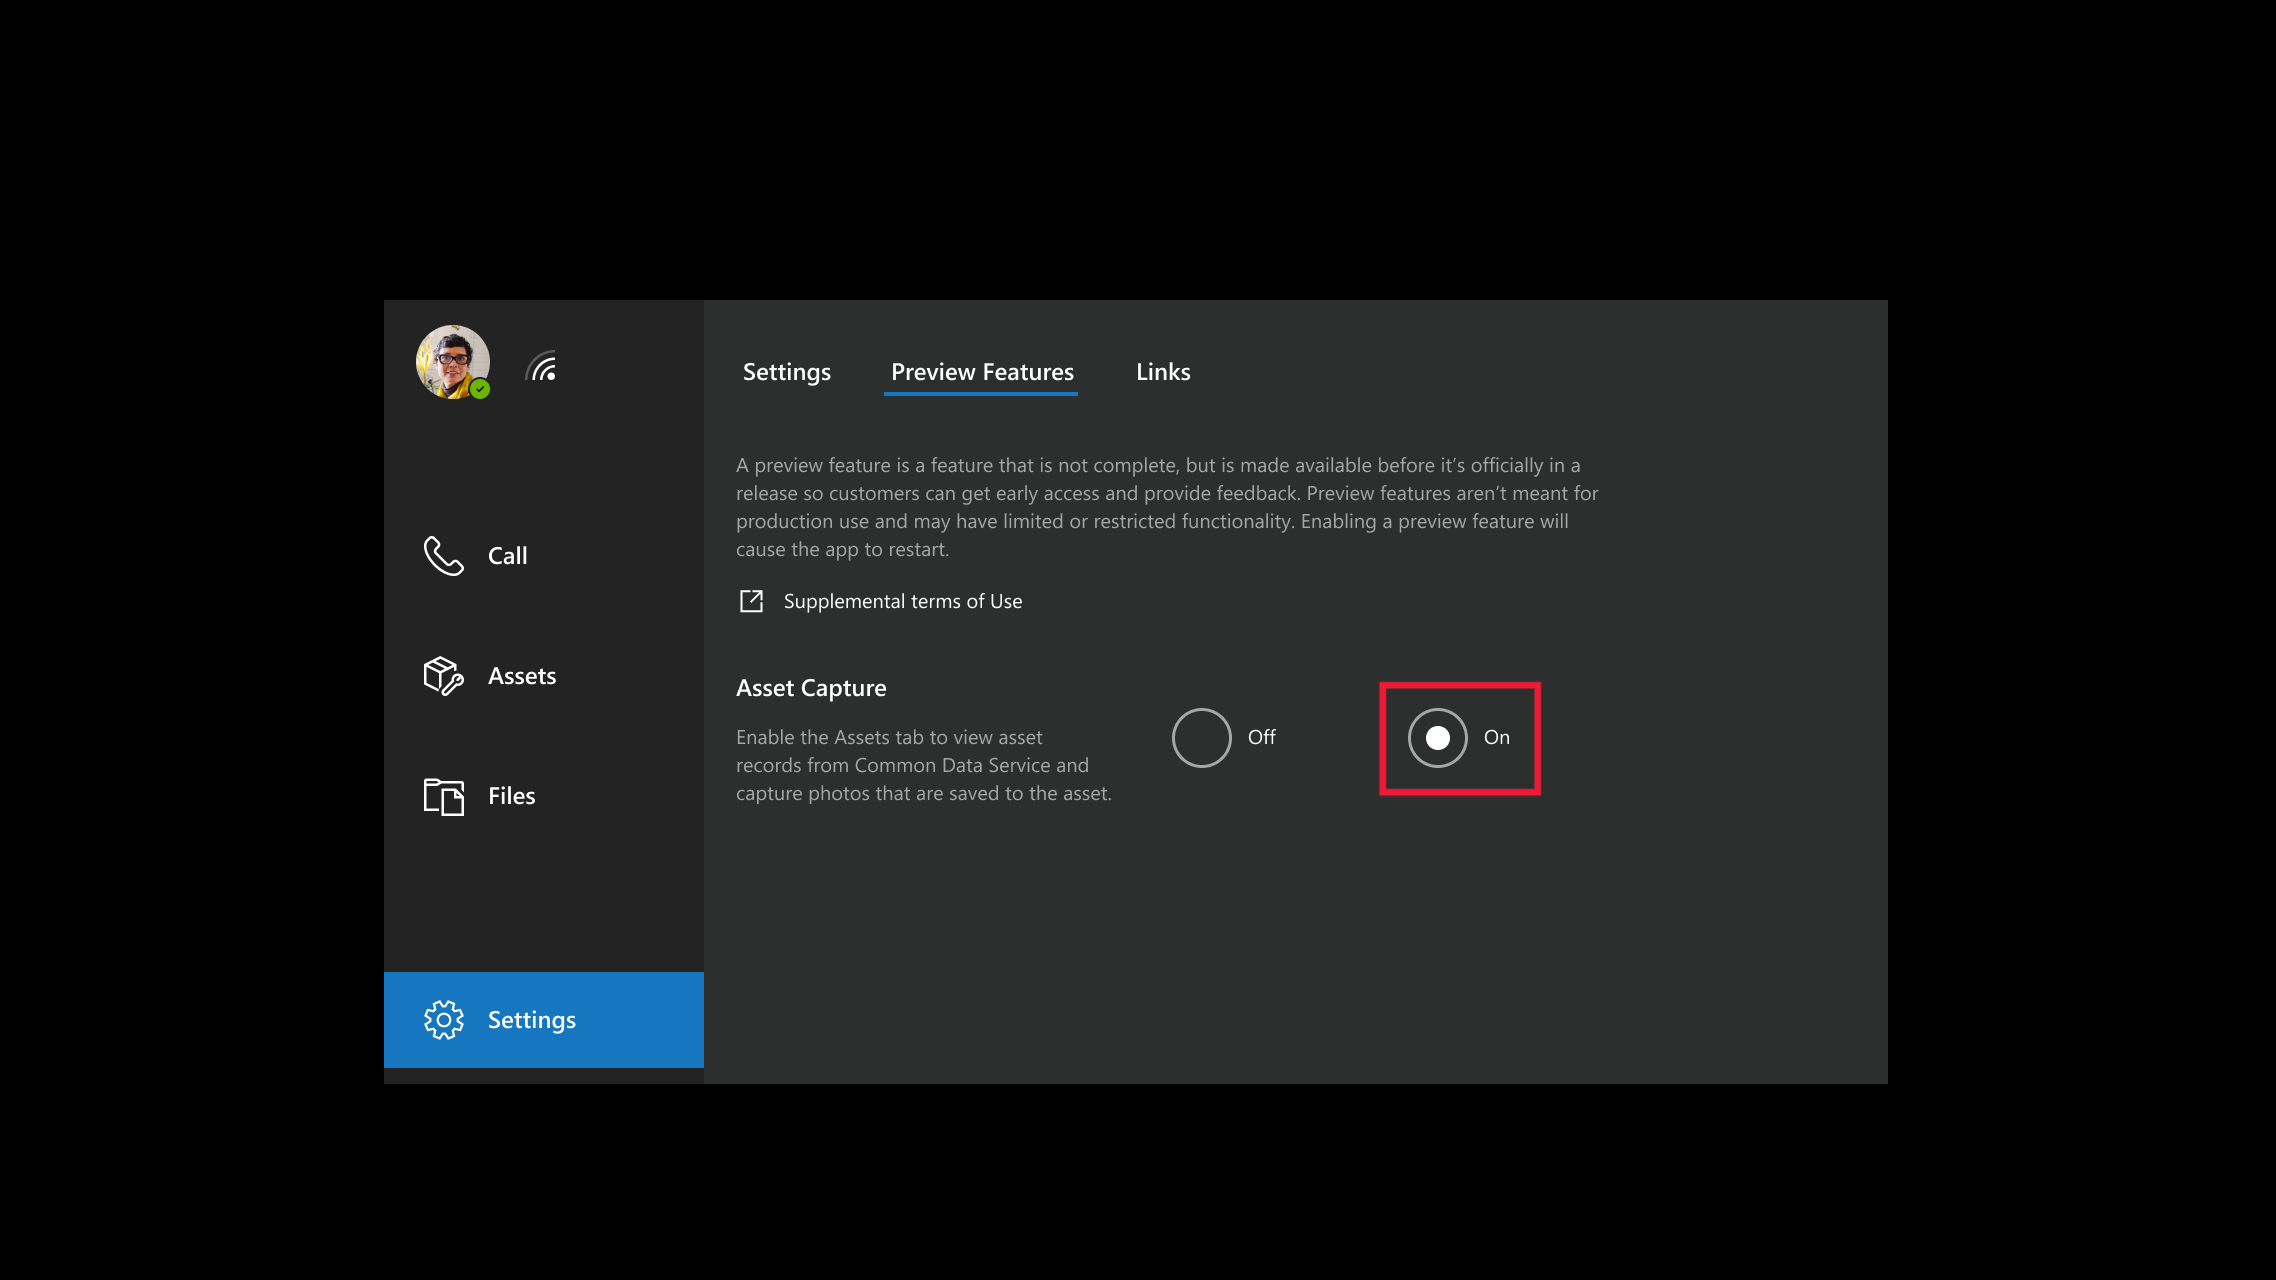 Settings
Preview Features
Links
A preview feature is a feature that is not complete, but is made available before it’s officially in a
release so customers can get early access and provide feedback. Preview features aren’t meant for
production use and may have limited or restricted functionality. Enabling a preview feature will
cause the app to restart.
Supplemental terms of Use
Call
Assets
Files
Settings
Asset Capture
Enable the Assets tab to view asset
records from Common Data Service and
capture photos that are saved to the asset.
Off
On